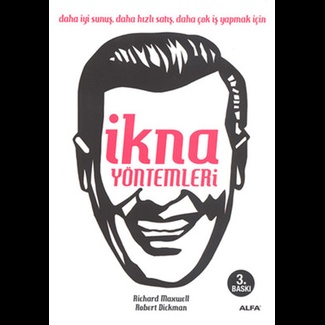 daha iyi sunuş, daha hızlı satış, daha çok iş yapmak için
ikna
YÖNTEMLERİ
Richard Maxwell
Robert Dickman
3.
BASKI
ALFA